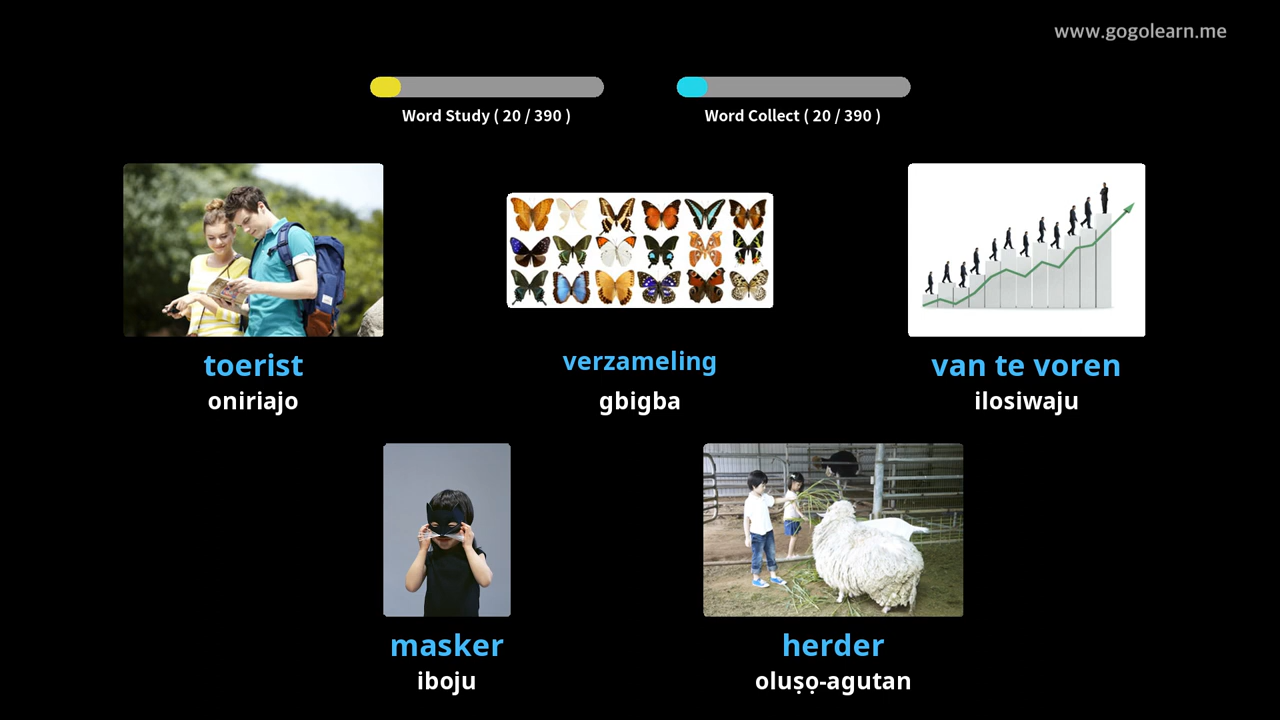 www.gogolearn.me
Word Study ( 20 / 390 )
Word Collect ( 20 / 390 )
toerist
oniriajo
verzameling
gbigba
van te voren
ilosiwaju
masker
iboju
herder
oluṣọ-agutan